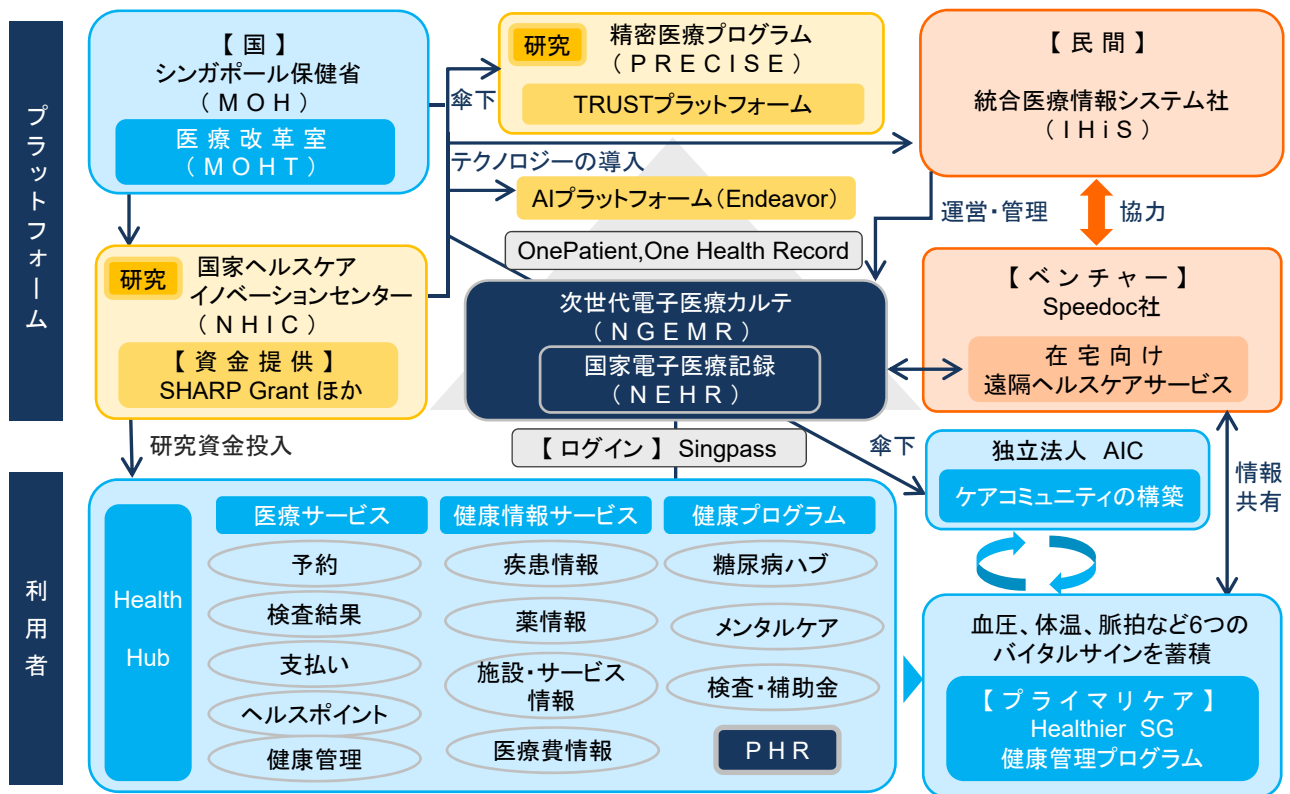 プラットフォーム
【 国 】
シンガポール保健省
( M O H )
医 療 改 革 室
( M O H T )
研究
精密医療プログラム
( P R E C I S E )
TRUSTプラットフォーム
【 民 間 】
統合医療情報システム社
( I H i S )
傘下
テクノロジーの導入
AIプラットフォーム(Endeavor)
運営・管理
協力
OnePatient,One Health Record
研究
国家ヘルスケア
イノベーションセンター
( N H I C )
【 資 金 提 供 】
SHARP Grant ほか
次世代電子医療カルテ
( N G E M R )
国家電子医療記録
( N E H R )
【 ベ ン チ ャ ー 】
Speedoc社
在 宅 向 け
遠隔ヘルスケアサービス
研究資金投入
【 ログイン 】 Singpass
傘下
独立法人 AIC
ケアコミュニティの構築
情報
共有
利用者
Health
Hub
医療サービス
予約
検査結果
支払い
ヘルスポイント
健康管理
健康情報サービス
疾患情報
薬情報
施設・サービス
情報
医療費情報
健康プログラム
糖尿病ハブ
メンタルケア
検査・補助金
P H R
血圧、体温、脈拍など6つの
バイタルサインを蓄積
【 プ ラ イ マ リ ケ ア 】
Healthier SG
健康管理プログラム